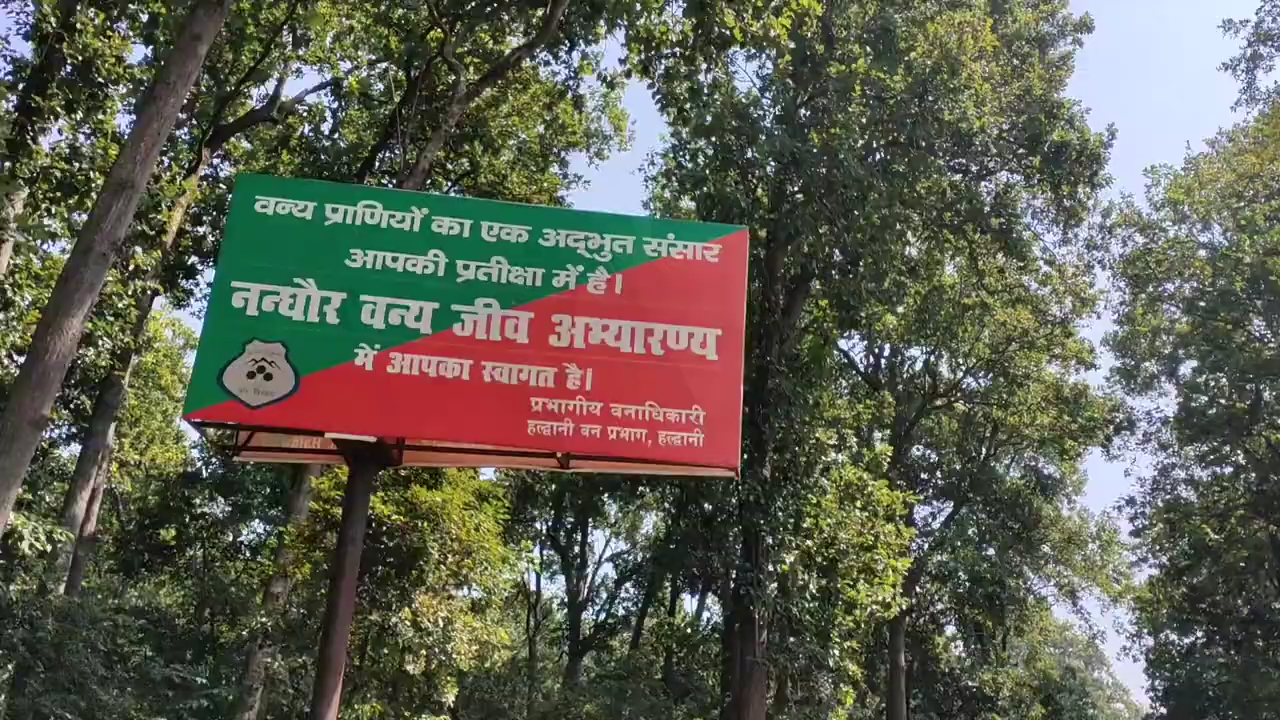 वन्य प्राणियों का एक अद्भुत संसार
आपकी प्रतीक्षा में है।
नन्धौर वन्य जीव अभ्यारण्य
में आपका स्वागत है।
प्रभागीय वनाधिकारी
हल्द्वानी वन प्रभाग, हल्द्वानी